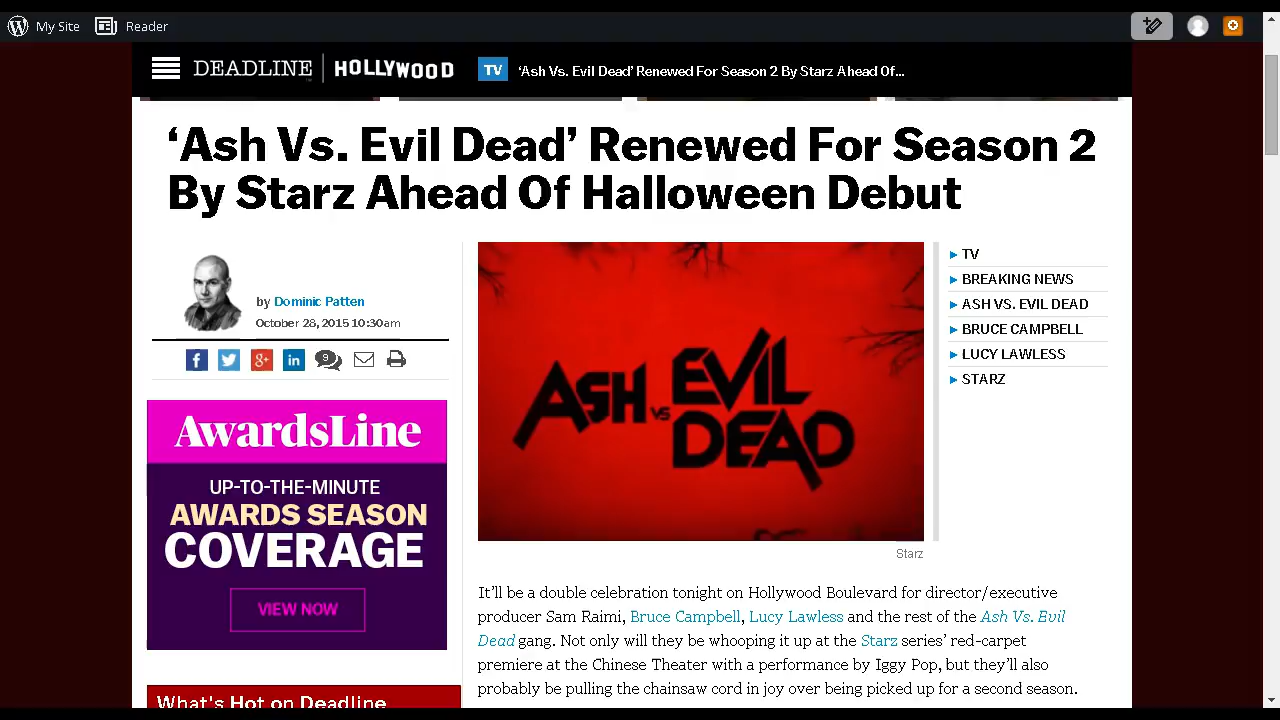 My Site
Reader
DEADLINE | HOLLYWOOD
TV
‘Ash Vs. Evil Dead’ Renewed For Season 2 By Starz Ahead Of...
‘Ash Vs. Evil Dead’ Renewed For Season 2
By Starz Ahead Of Halloween Debut
by Dominic Patten
October 28, 2015 10:30am
9
AwardsLine
UP-TO-THE-MINUTE
AWARDS SEASON
COVERAGE
VIEW NOW
What's Hot on Deadline
ASH VS EVIL
DEAD
Starz
TV
BREAKING NEWS
ASH VS. EVIL DEAD
BRUCE CAMPBELL
LUCY LAWLESS
STARZ
It’ll be a double celebration tonight on Hollywood Boulevard for director/executive
producer Sam Raimi, Bruce Campbell, Lucy Lawless and the rest of the Ash Vs. Evil
Dead gang. Not only will they be whooping it up at the Starz series’ red-carpet
premiere at the Chinese Theater with a performance by Iggy Pop, but they’ll also
probably be pulling the chainsaw cord in joy over being picked up for a second season.